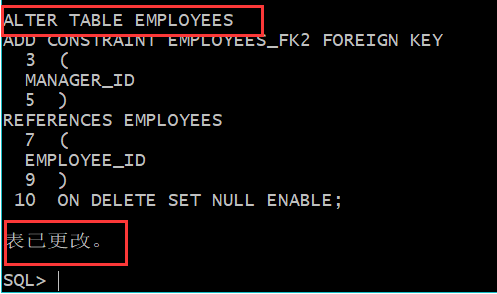 ALTER TABLE EMPLOYEES
ADD CONSTRAINT EMPLOYEES_FK2 FOREIGN KEY
3 (
MANAGER_ID
5 )
REFERENCES EMPLOYEES
7 (
EMPLOYEE_ID
9 )
10 ON DELETE SET NULL ENABLE;
表已更改。
SQL>